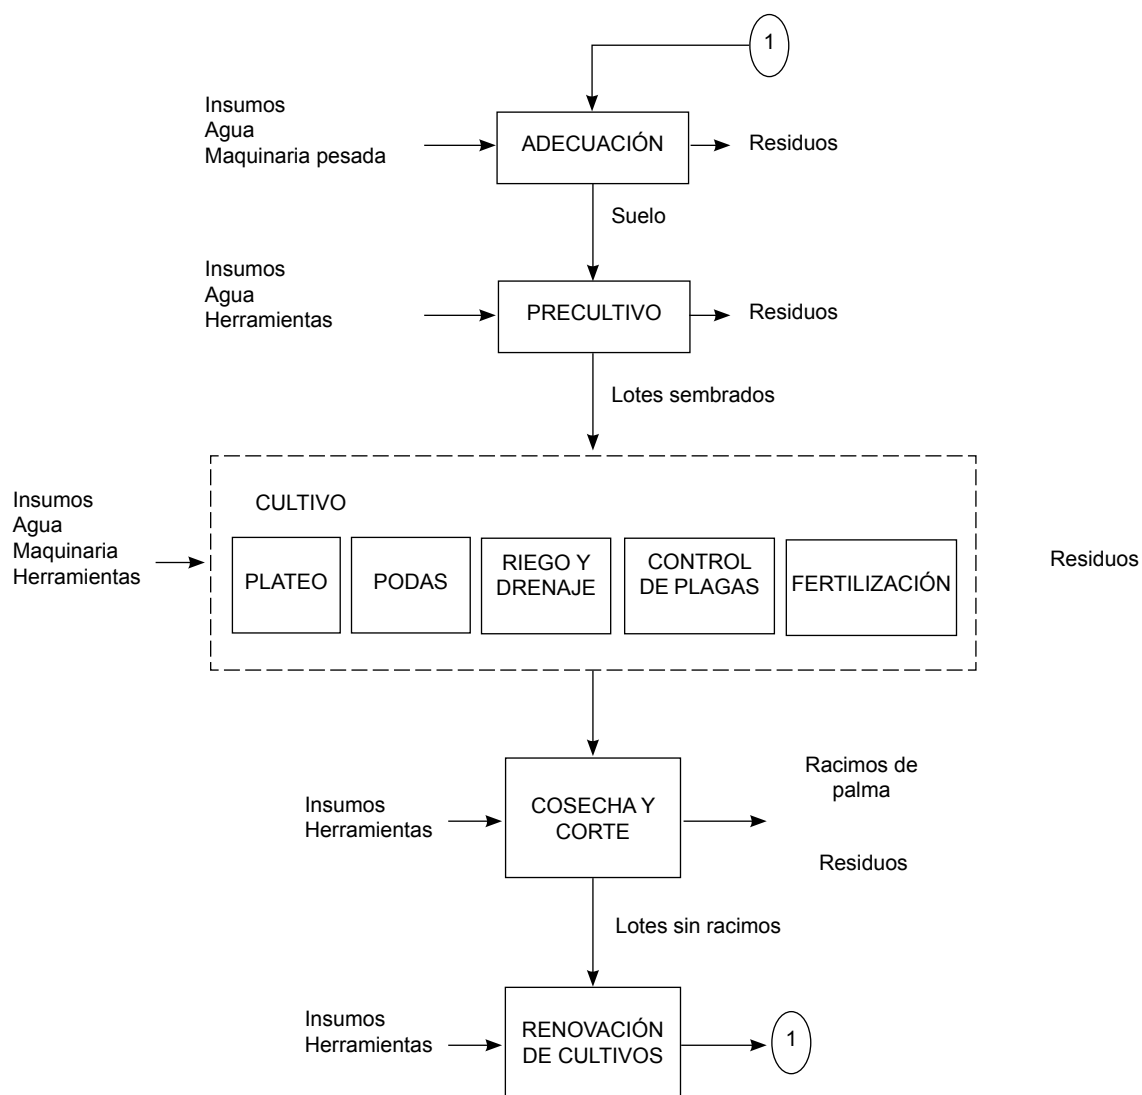 1
Insumos
Agua
Maquinaria pesada
ADECUACIÓN
Residuos
Suelo
Insumos
Agua
Herramientas
PRECULTIVO
Residuos
Lotes sembrados
Insumos
Agua
Maquinaria
Herramientas
CULTIVO
PLATEO
PODAS
RIEGO Y
DRENAJE
CONTROL
DE PLAGAS
FERTILIZACIÓN
Residuos
Insumos
Herramientas
COSECHA Y
CORTE
Racimos de
palma
Residuos
Lotes sin racimos
Insumos
Herramientas
RENOVACIÓN
DE CULTIVOS
1